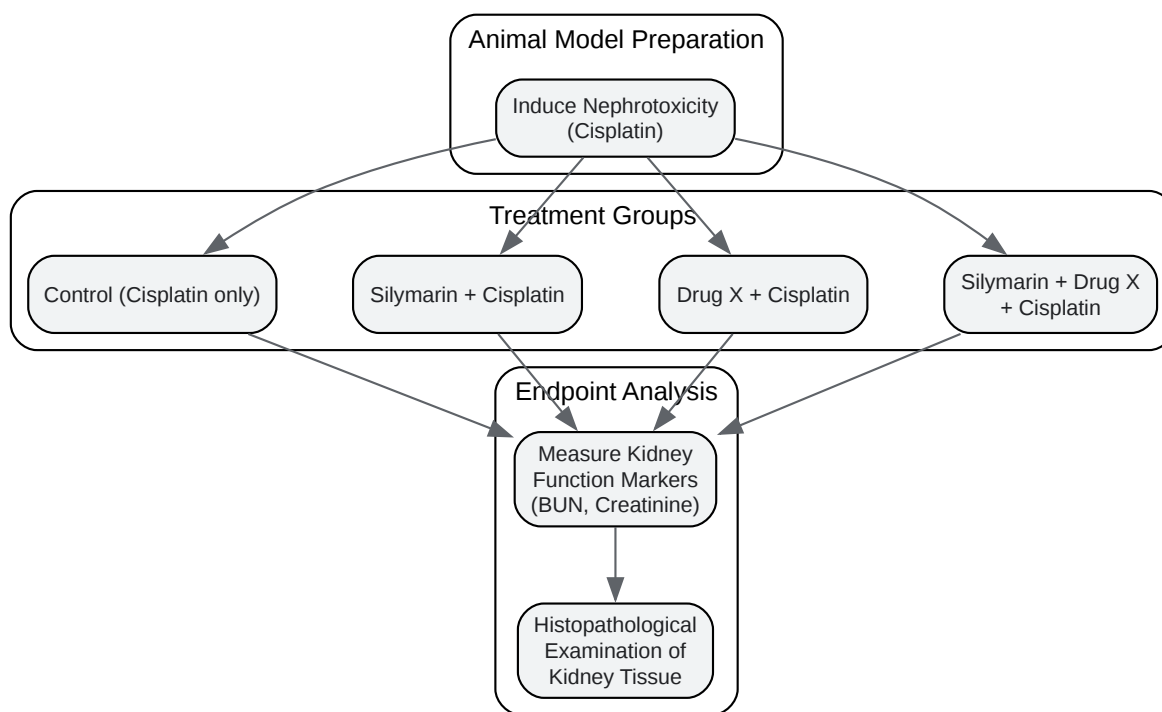 Animal Model Preparation
Induce Nephrotoxicity
(Cisplatin)
Treatment Groups
Control (Cisplatin only)
Silymarin + Cisplatin
Drug X + Cisplatin
Silymarin + Drug X
+ Cisplatin
Endpoint Analysis
Measure Kidney
Function Markers
(BUN, Creatinine)
Histopathological
Examination of
Kidney Tissue